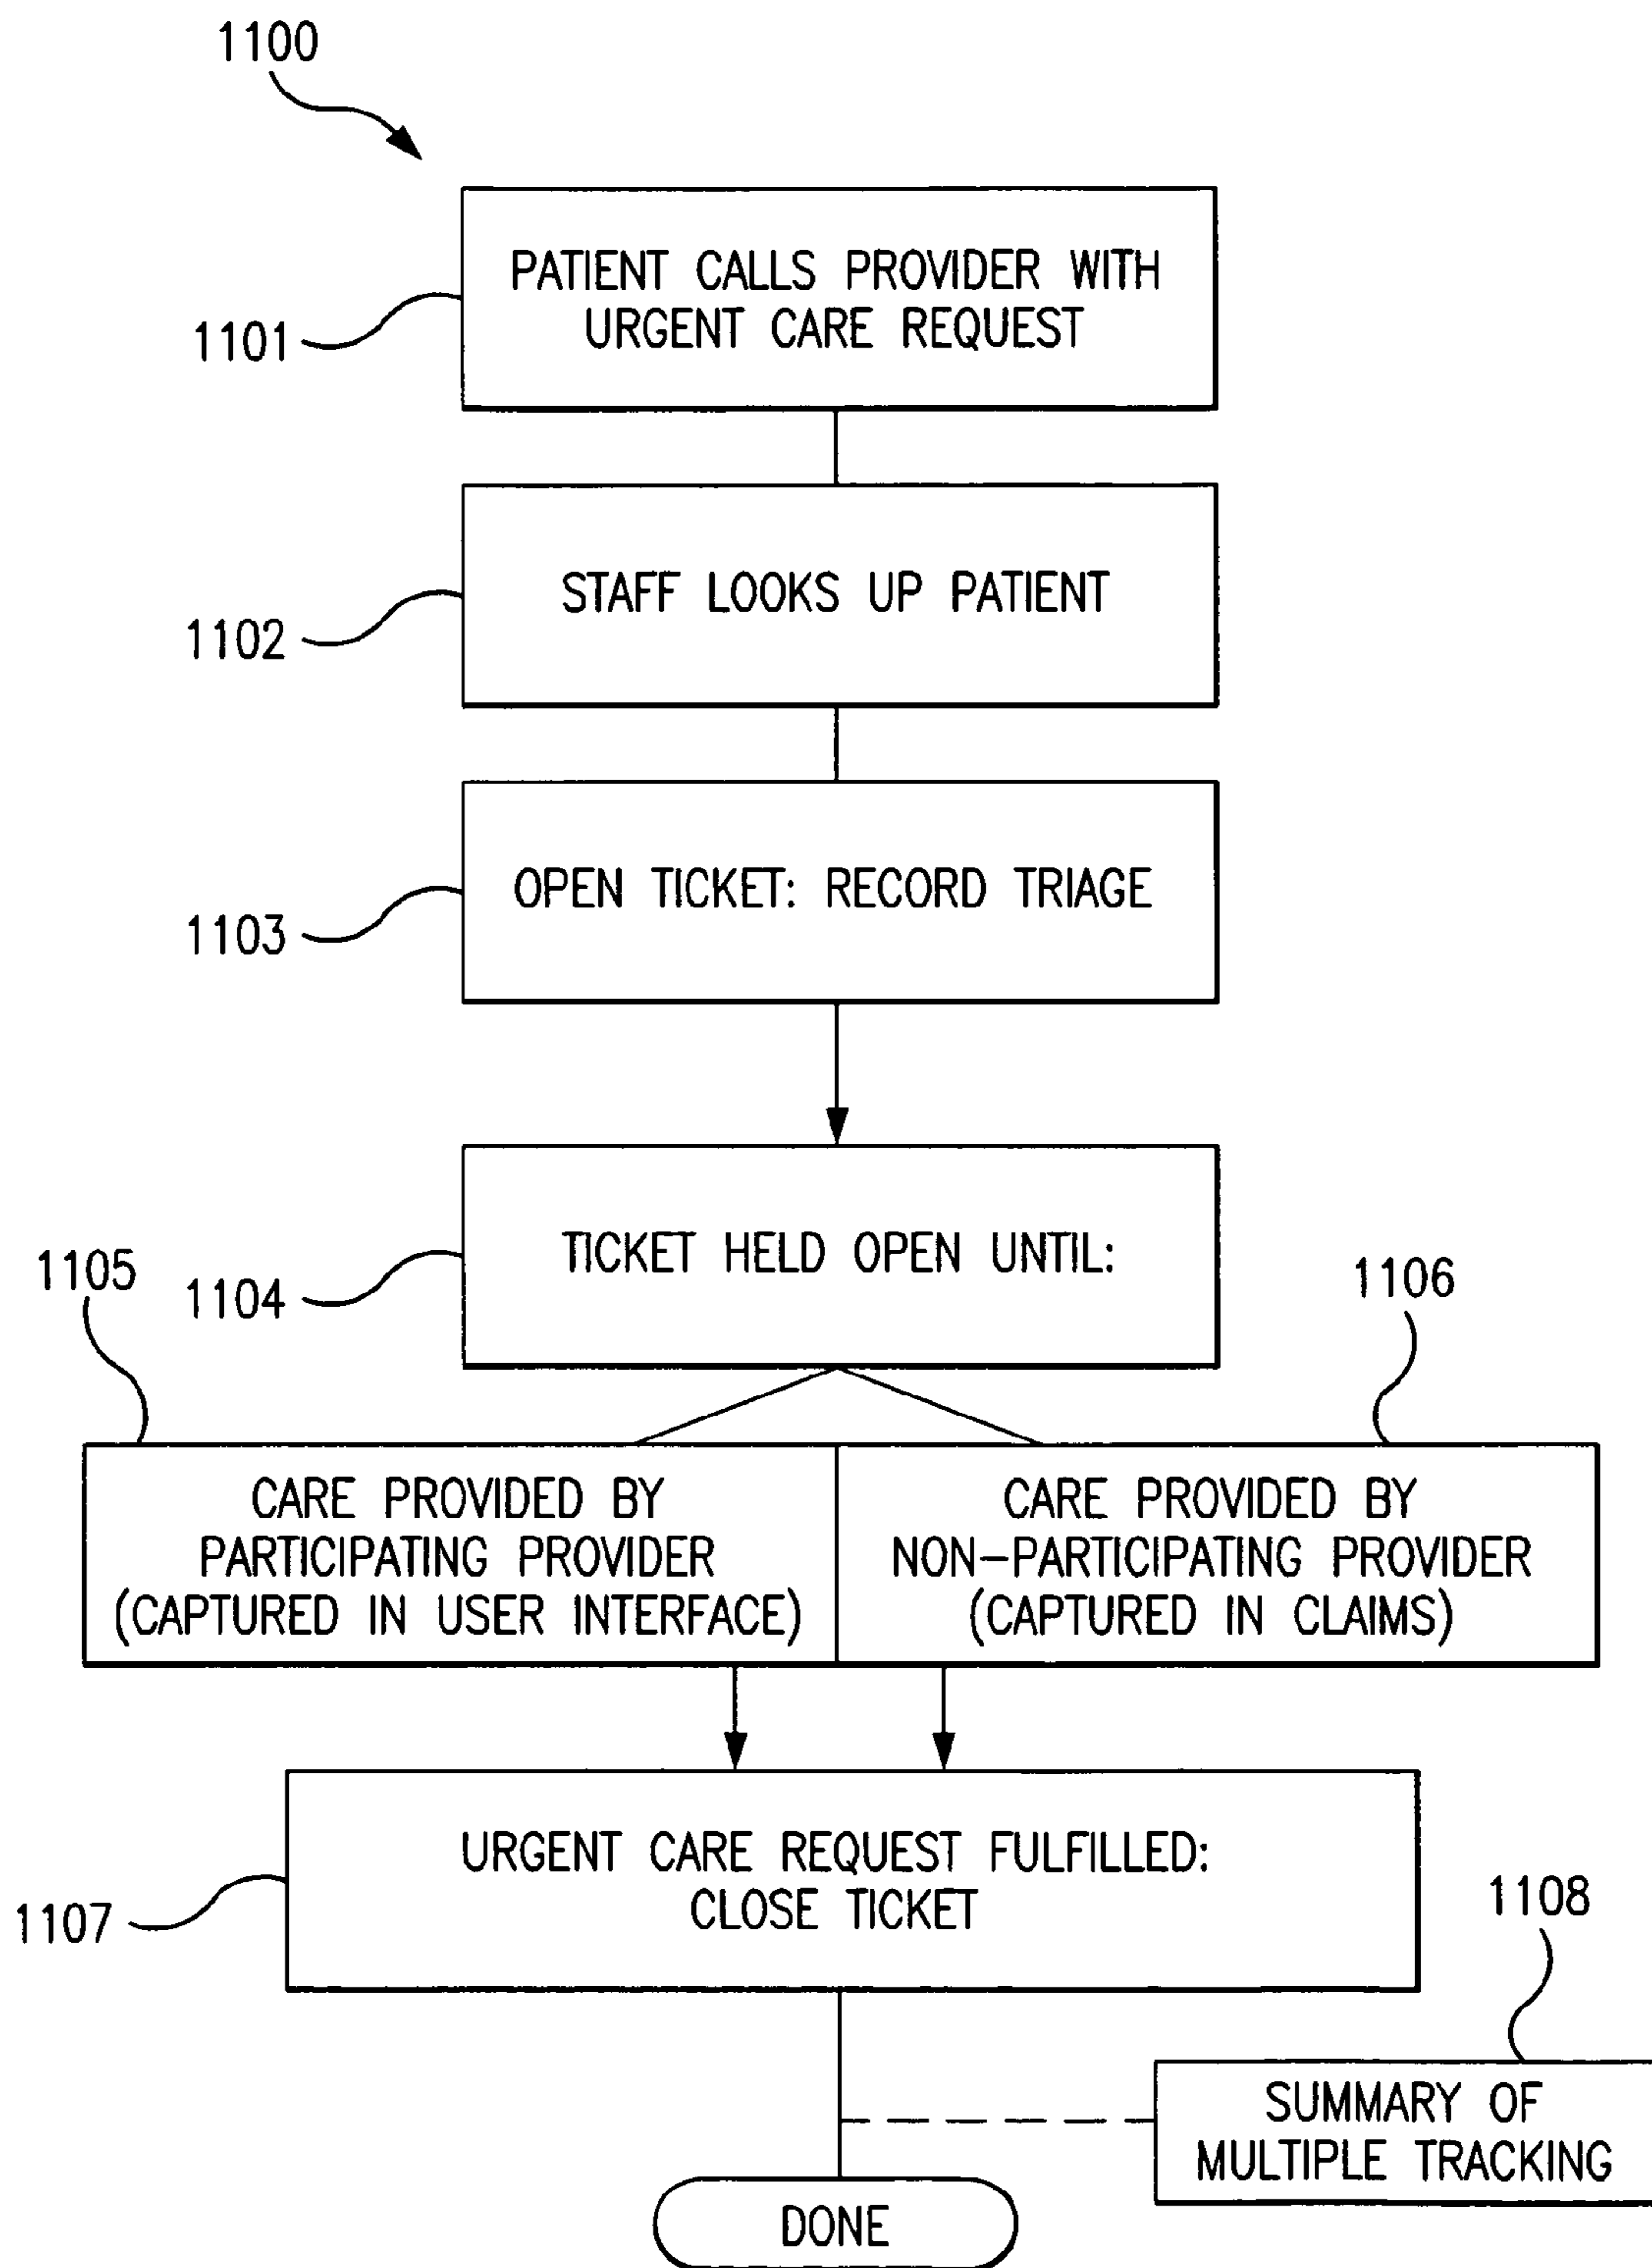 1100
PATIENT CALLS PROVIDER WITH
URGENT CARE REQUEST
1101
STAFF LOOKS UP PATIENT
1102
OPEN TICKET: RECORD TRIAGE
1103
TICKET HELD OPEN UNTIL:
1104
1105
1106
CARE PROVIDED BY
PARTICIPATING PROVIDER
(CAPTURED IN USER INTERFACE)
CARE PROVIDED BY
NON-PARTICIPATING PROVIDER
(CAPTURED IN CLAIMS)
URGENT CARE REQUEST FULFILLED:
CLOSE TICKET
1107
1108
SUMMARY OF
MULTIPLE TRACKING
DONE